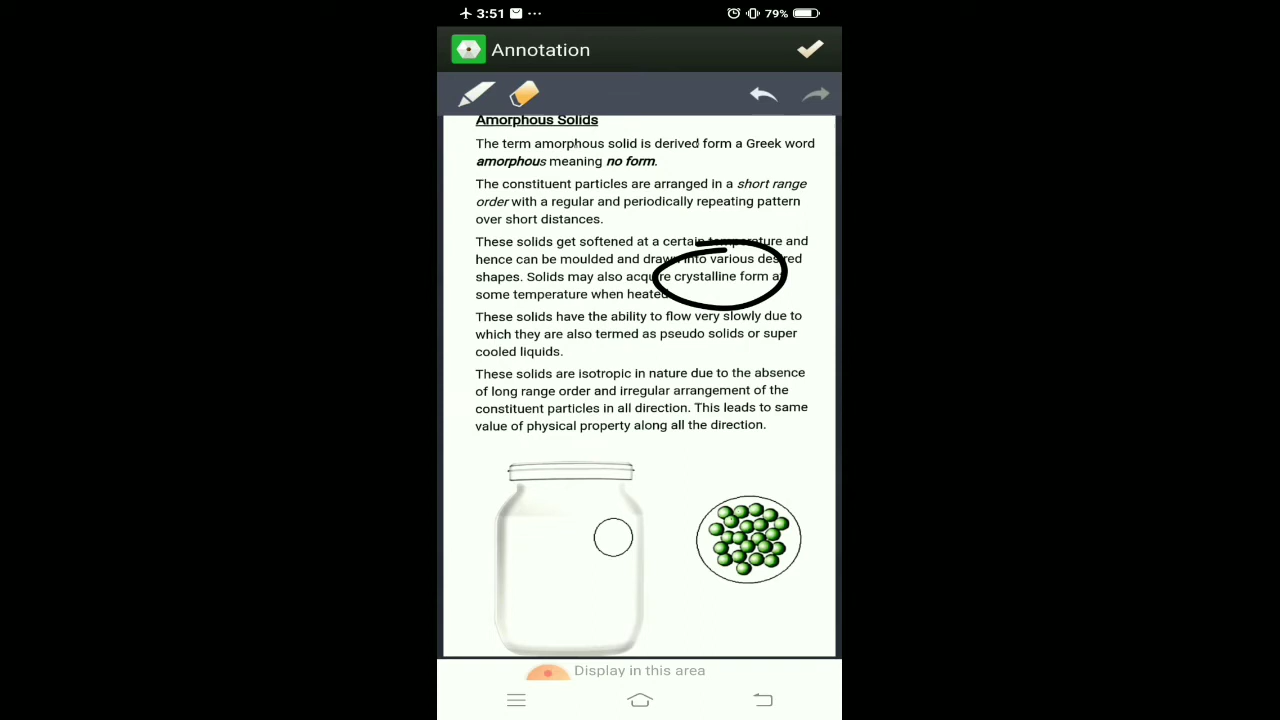 3:51 ... 79%
Annotation
Amorphous Solids
The term amorphous solid is derived form a Greek word
amorphous meaning no form.
The constituent particles are arranged in a short range
order with a regular and periodically repeating pattern
over short distances.
These solids get softened at a certain temperature and
hence can be moulded and drawn into various desired
shapes. Solids may also acquire crystalline form at
some temperature when heated
These solids have the ability to flow very slowly due to
which they are also termed as pseudo solids or super
cooled liquids.
These solids are isotropic in nature due to the absence
of long range order and irregular arrangement of the
constituent particles in all direction. This leads to same
value of physical property along all the direction.
Display in this area